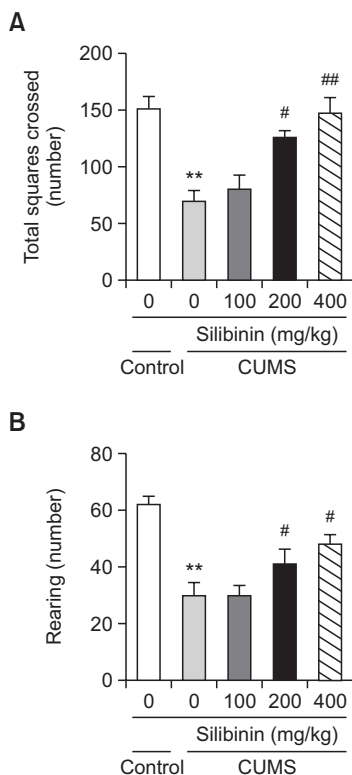 A
200
150
100
50
0
Total squares crossed
(number)
**
#
##
0 0 100 200 400
Silibinin (mg/kg)
Control CUMS
B
80
60
40
20
0
Rearing (number)
**
#
#
0 0 100 200 400
Silibinin (mg/kg)
Control CUMS